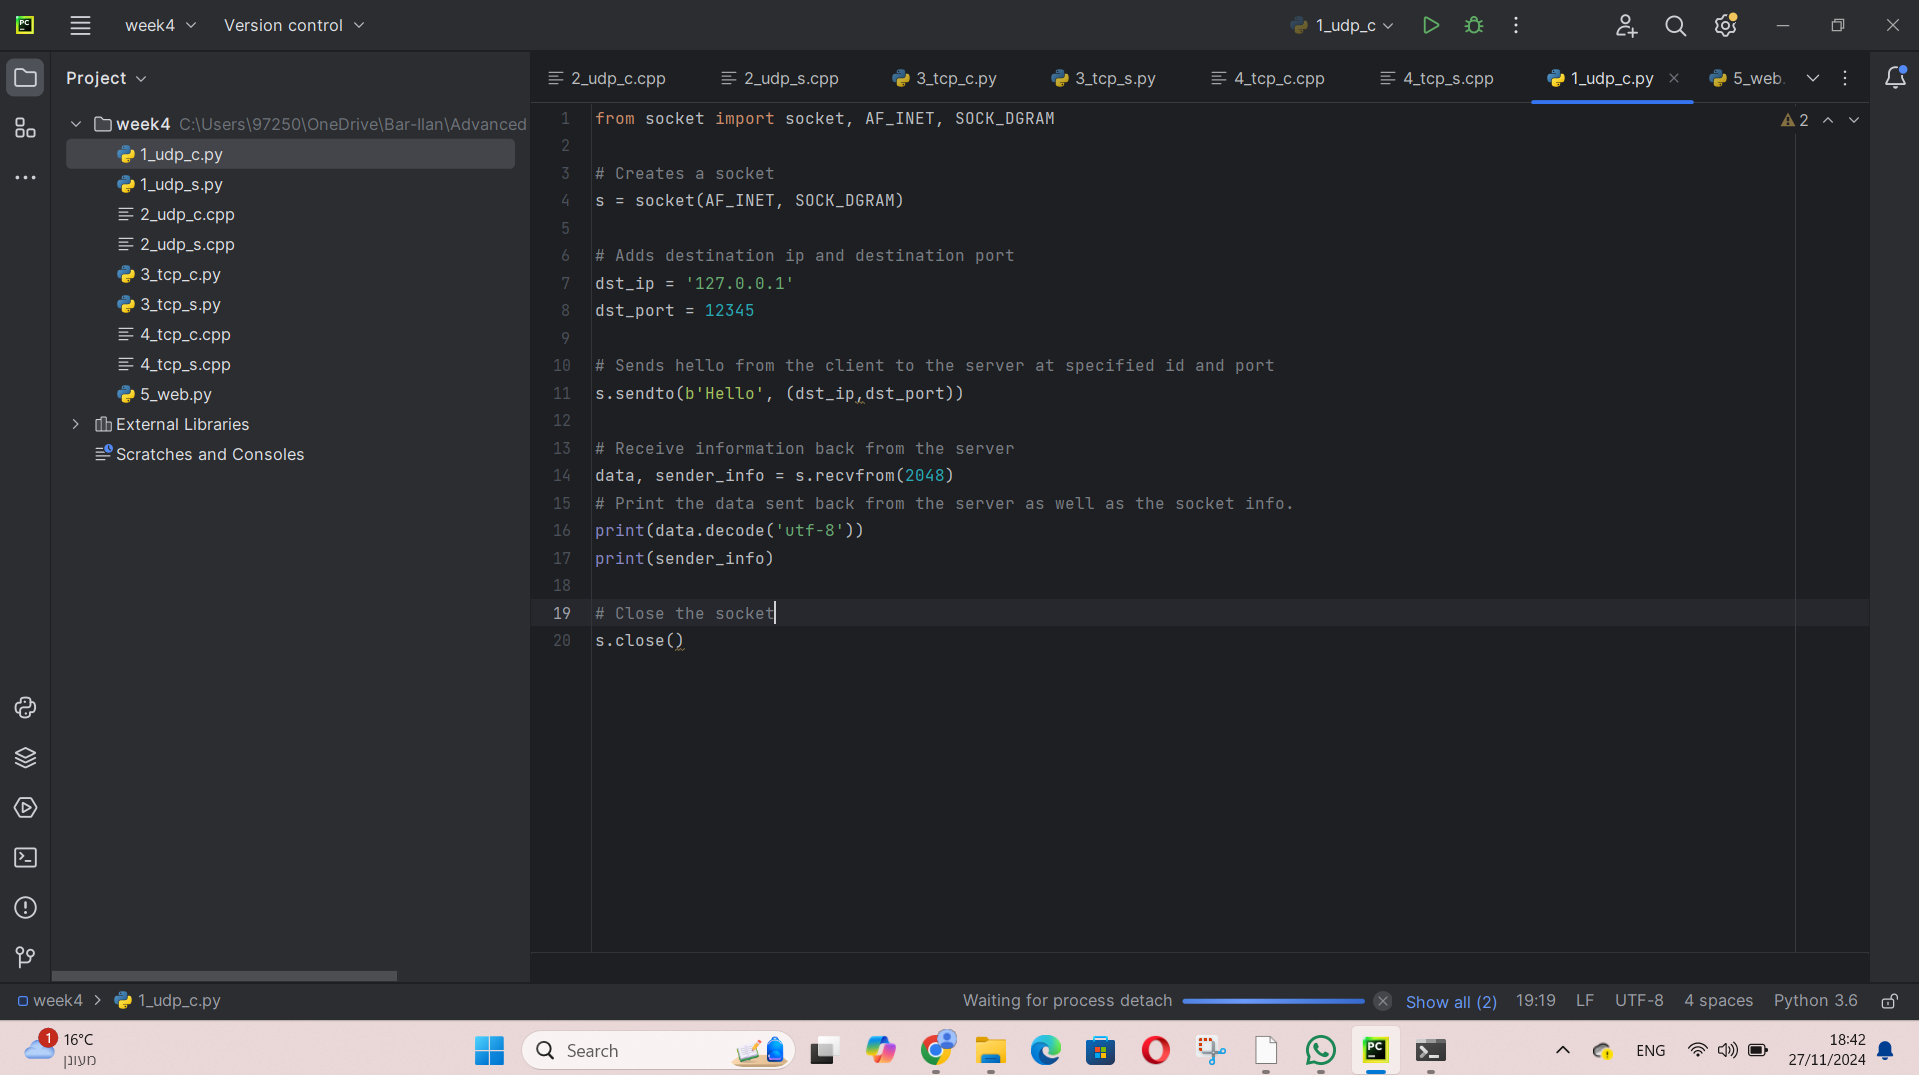 PC
week4
Version control
1_udp_c
Project
2_udp_c.cpp
2_udp_s.cpp
3_tcp_c.py
3_tcp_s.py
4_tcp_c.cpp
4_tcp_s.cpp
1_udp_c.py
5_web.
week4 C:\Users\97250\OneDrive\Bar-Ilan\Advanced
1_udp_c.py
1_udp_s.py
2_udp_c.cpp
2_udp_s.cpp
3_tcp_c.py
3_tcp_s.py
4_tcp_c.cpp
4_tcp_s.cpp
5_web.py
External Libraries
Scratches and Consoles
2
1 from socket import socket, AF_INET, SOCK_DGRAM
2
3 # Creates a socket
4 s = socket(AF_INET, SOCK_DGRAM)
5
6 # Adds destination ip and destination port
7 dst_ip = '127.0.0.1'
8 dst_port = 12345
9
10 # Sends hello from the client to the server at specified id and port
11 s.sendto(b'Hello', (dst_ip,dst_port))
12
13 # Receive information back from the server
14 data, sender_info = s.recvfrom(2048)
15 # Print the data sent back from the server as well as the socket info.
16 print(data.decode('utf-8'))
17 print(sender_info)
18
19 # Close the socket
20 s.close()
week4 > 1_udp_c.py
Waiting for process detach
Show all (2)
19:19
LF
UTF-8
4 spaces
Python 3.6
1
16°C
מעונן
Search
PC
ENG
18:42
27/11/2024